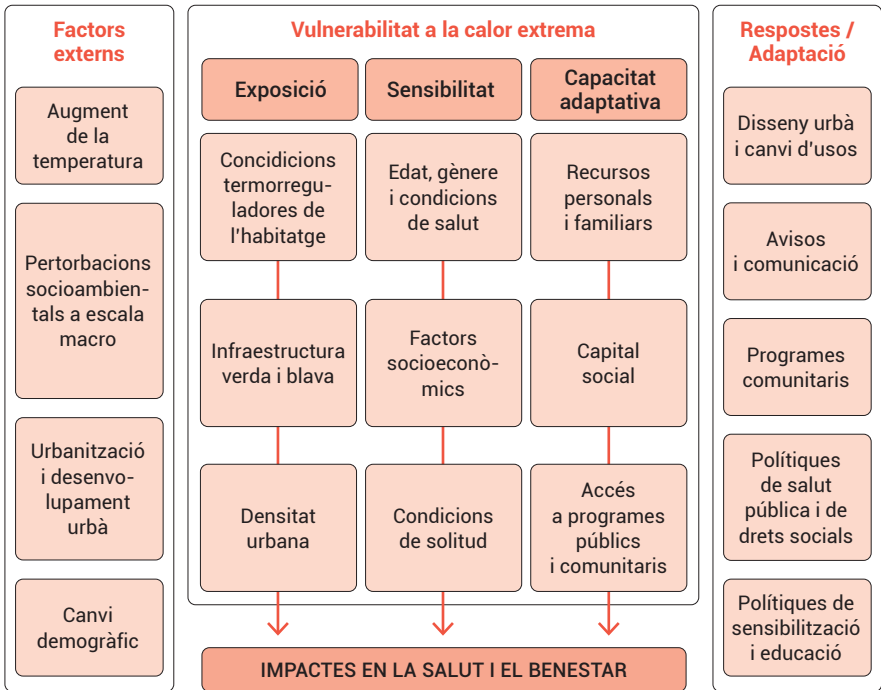 Factors
externs
Augment
de la
temperatura
Pertorbacions
socioambien-
tals a escala
macro
Urbanització
i desenvo-
lupament
urbà
Canvi
demogràfic
Vulnerabilitat a la calor extrema
Exposició
Concidicions
termorregu-
ladores de
l'habitatge
Infraestructura
verda i blava
Densitat
urbana
Sensibilitat
Edat, gènere
i condicions
de salut
Factors
socioeconò-
mics
Condicions
de solitud
Capacitat
adaptativa
Recursos
personals
i familiars
Capital
social
Accés
a programes
públics
i comunitaris
IMPACTES EN LA SALUT I EL BENESTAR
Respostes /
Adaptació
Disseny urbà
i canvi d'usos
Avisos
i comunicació
Programes
comunitaris
Polítiques
de salut
pública i de
drets socials
Polítiques de
sensibilització
i educació